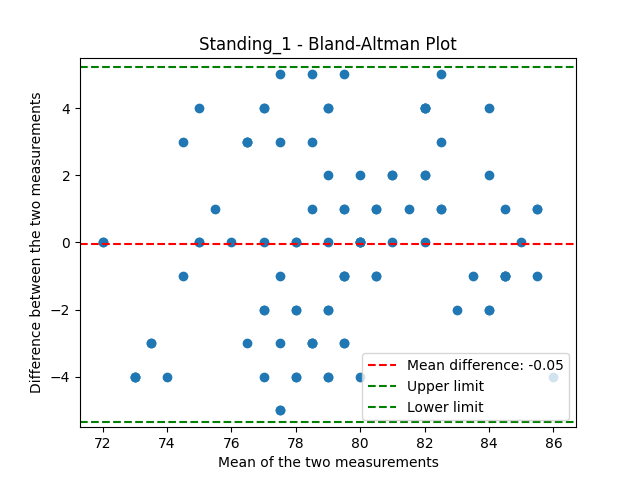 Standing_1 - Bland-Altman Plot
Difference between the two measurements
4
2
0
−2
−4
Mean difference: -0.05
Upper limit
Lower limit
72 74 76 78 80 82 84 86
Mean of the two measurements